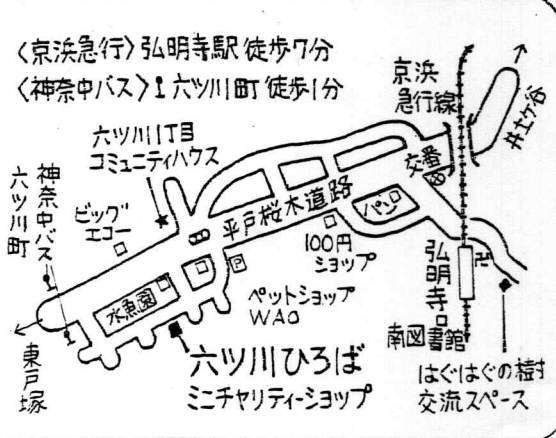 〈京浜急行〉弘明寺駅 徒歩7分
〈神奈中バス〉六ツ川町 徒歩1分
京浜
急行線
井土ケ谷
六ツ川1丁目
コミュニティハウス
交番
神奈中バス
六ツ川町
ビッグ
エコー
平戸桜木道路
パン
100円
ショップ
弘明寺
卍
水魚園
P
ペットショップ
WAO
東戸塚
六ツ川ひろば
ミニチャリティーショップ
南図書館
はぐはぐの樹
交流スペース